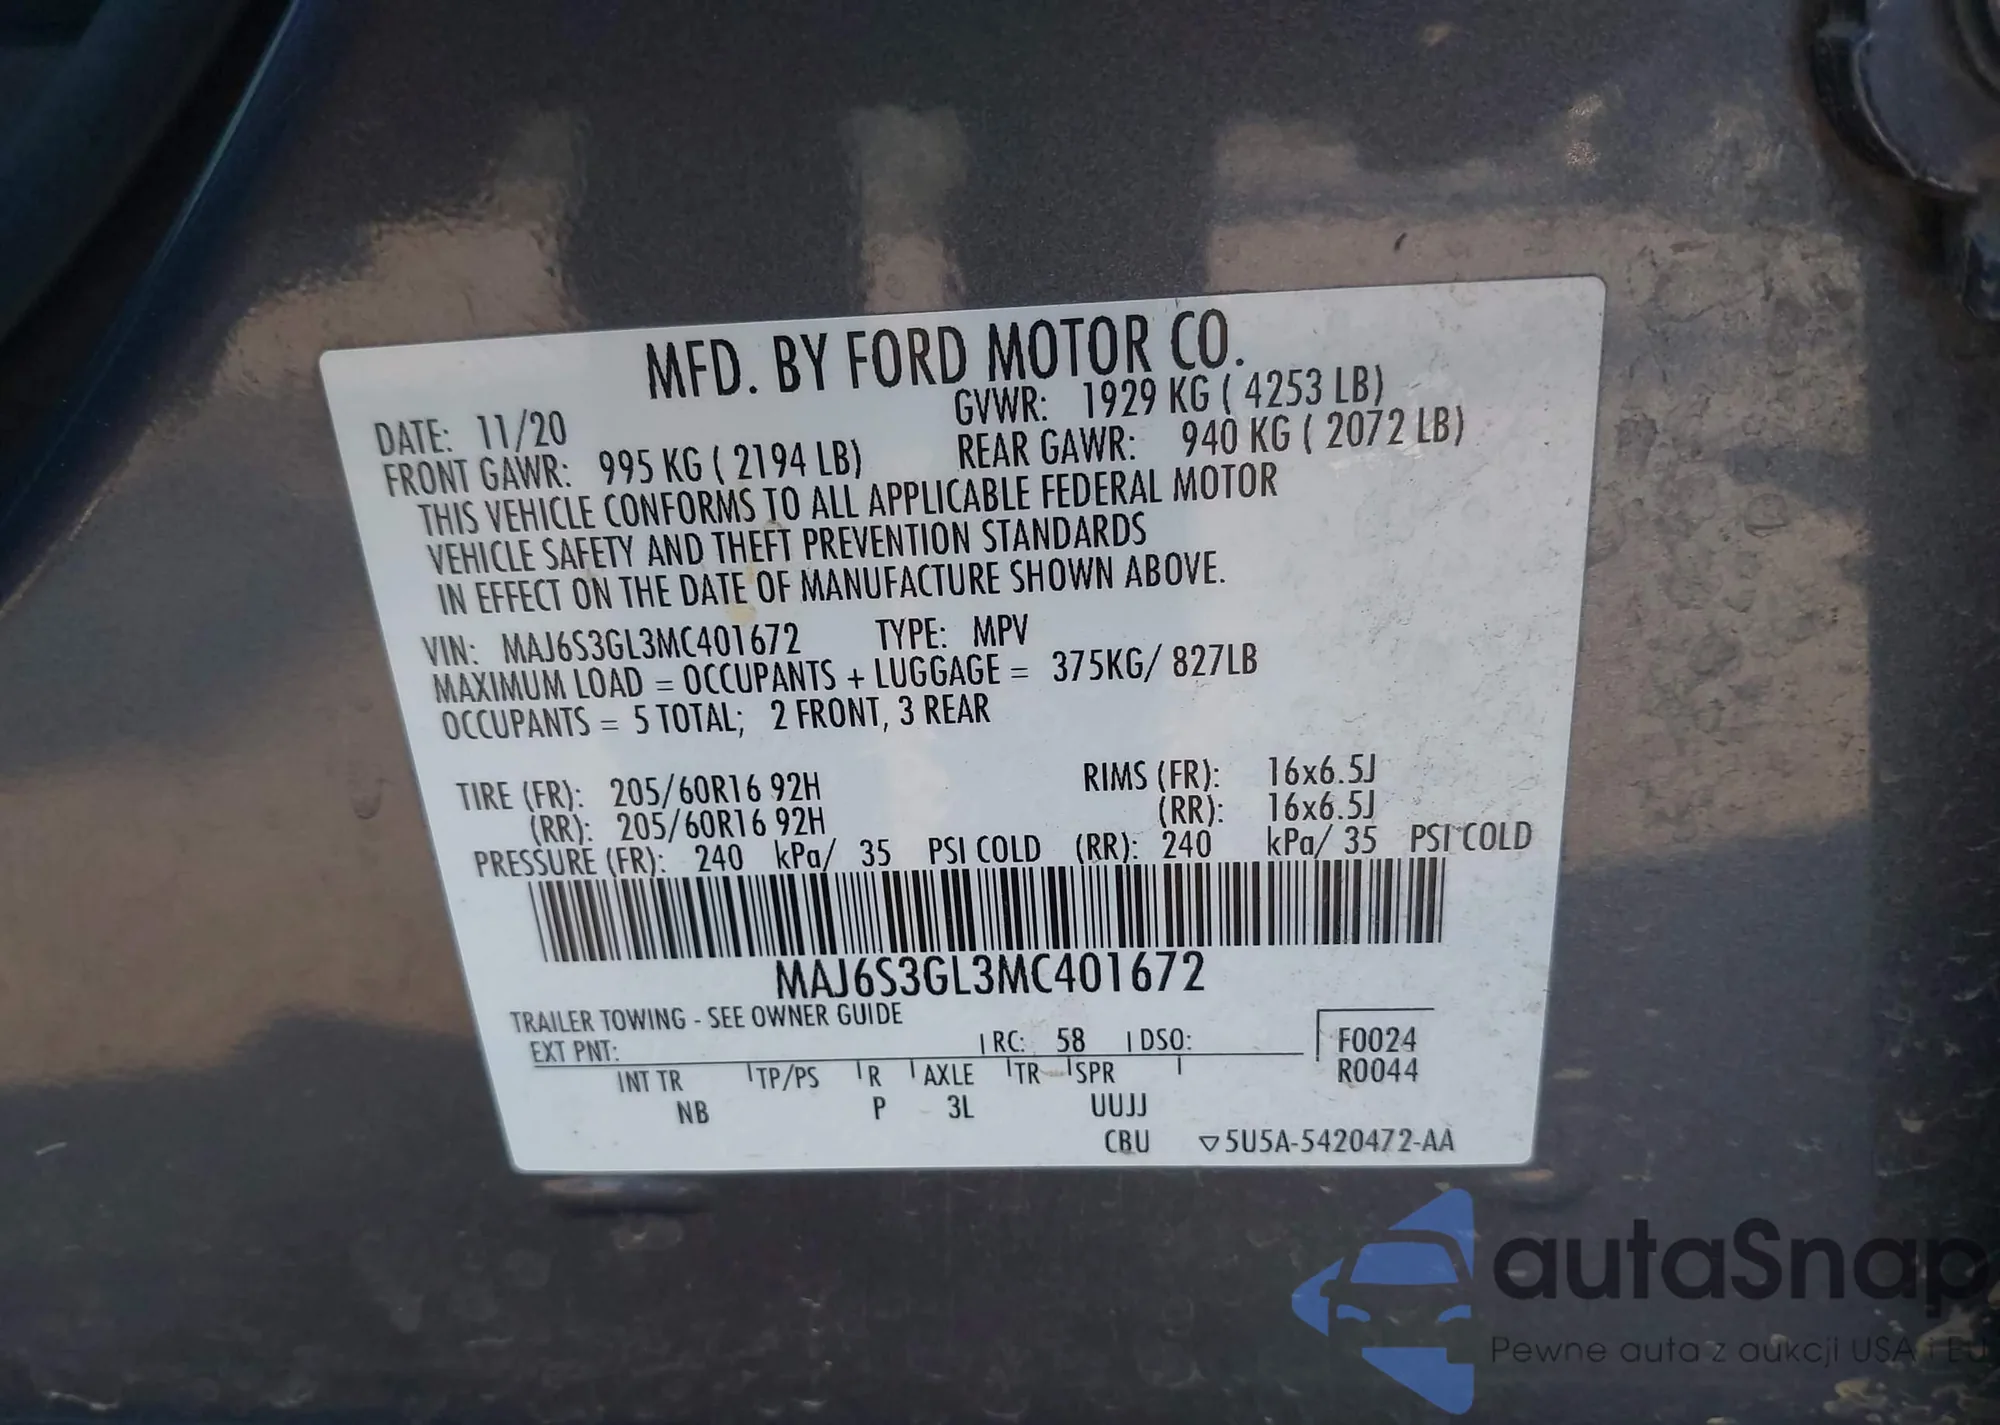 MFD. BY FORD MOTOR CO.
DATE: 11/20 GVWR: 1929 KG ( 4253 LB)
FRONT GAWR: 995 KG ( 2194 LB) REAR GAWR: 940 KG ( 2072 LB)
THIS VEHICLE CONFORMS TO ALL APPLICABLE FEDERAL MOTOR
VEHICLE SAFETY AND THEFT PREVENTION STANDARDS
IN EFFECT ON THE DATE OF MANUFACTURE SHOWN ABOVE.
VIN: MAJ6S3GL3MC401672 TYPE: MPV
MAXIMUM LOAD = OCCUPANTS + LUGGAGE = 375KG/ 827LB
OCCUPANTS = 5 TOTAL; 2 FRONT, 3 REAR
TIRE (FR): 205/60R16 92H RIMS (FR): 16x6.5J
(RR): 205/60R16 92H (RR): 16x6.5J
PRESSURE (FR): 240 kPa/ 35 PSI COLD (RR): 240 kPa/ 35 PSI COLD
MAJ6S3GL3MC401672
TRAILER TOWING - SEE OWNER GUIDE
EXT PNT: RC: 58 DSO: F0024
INT TR TP/PS R AXLE TR SPR R0044
NB P 3L UUJJ
CBU ▽5U5A-5420472-AA
autaSnap
Pewne auta z aukcji USA i EU